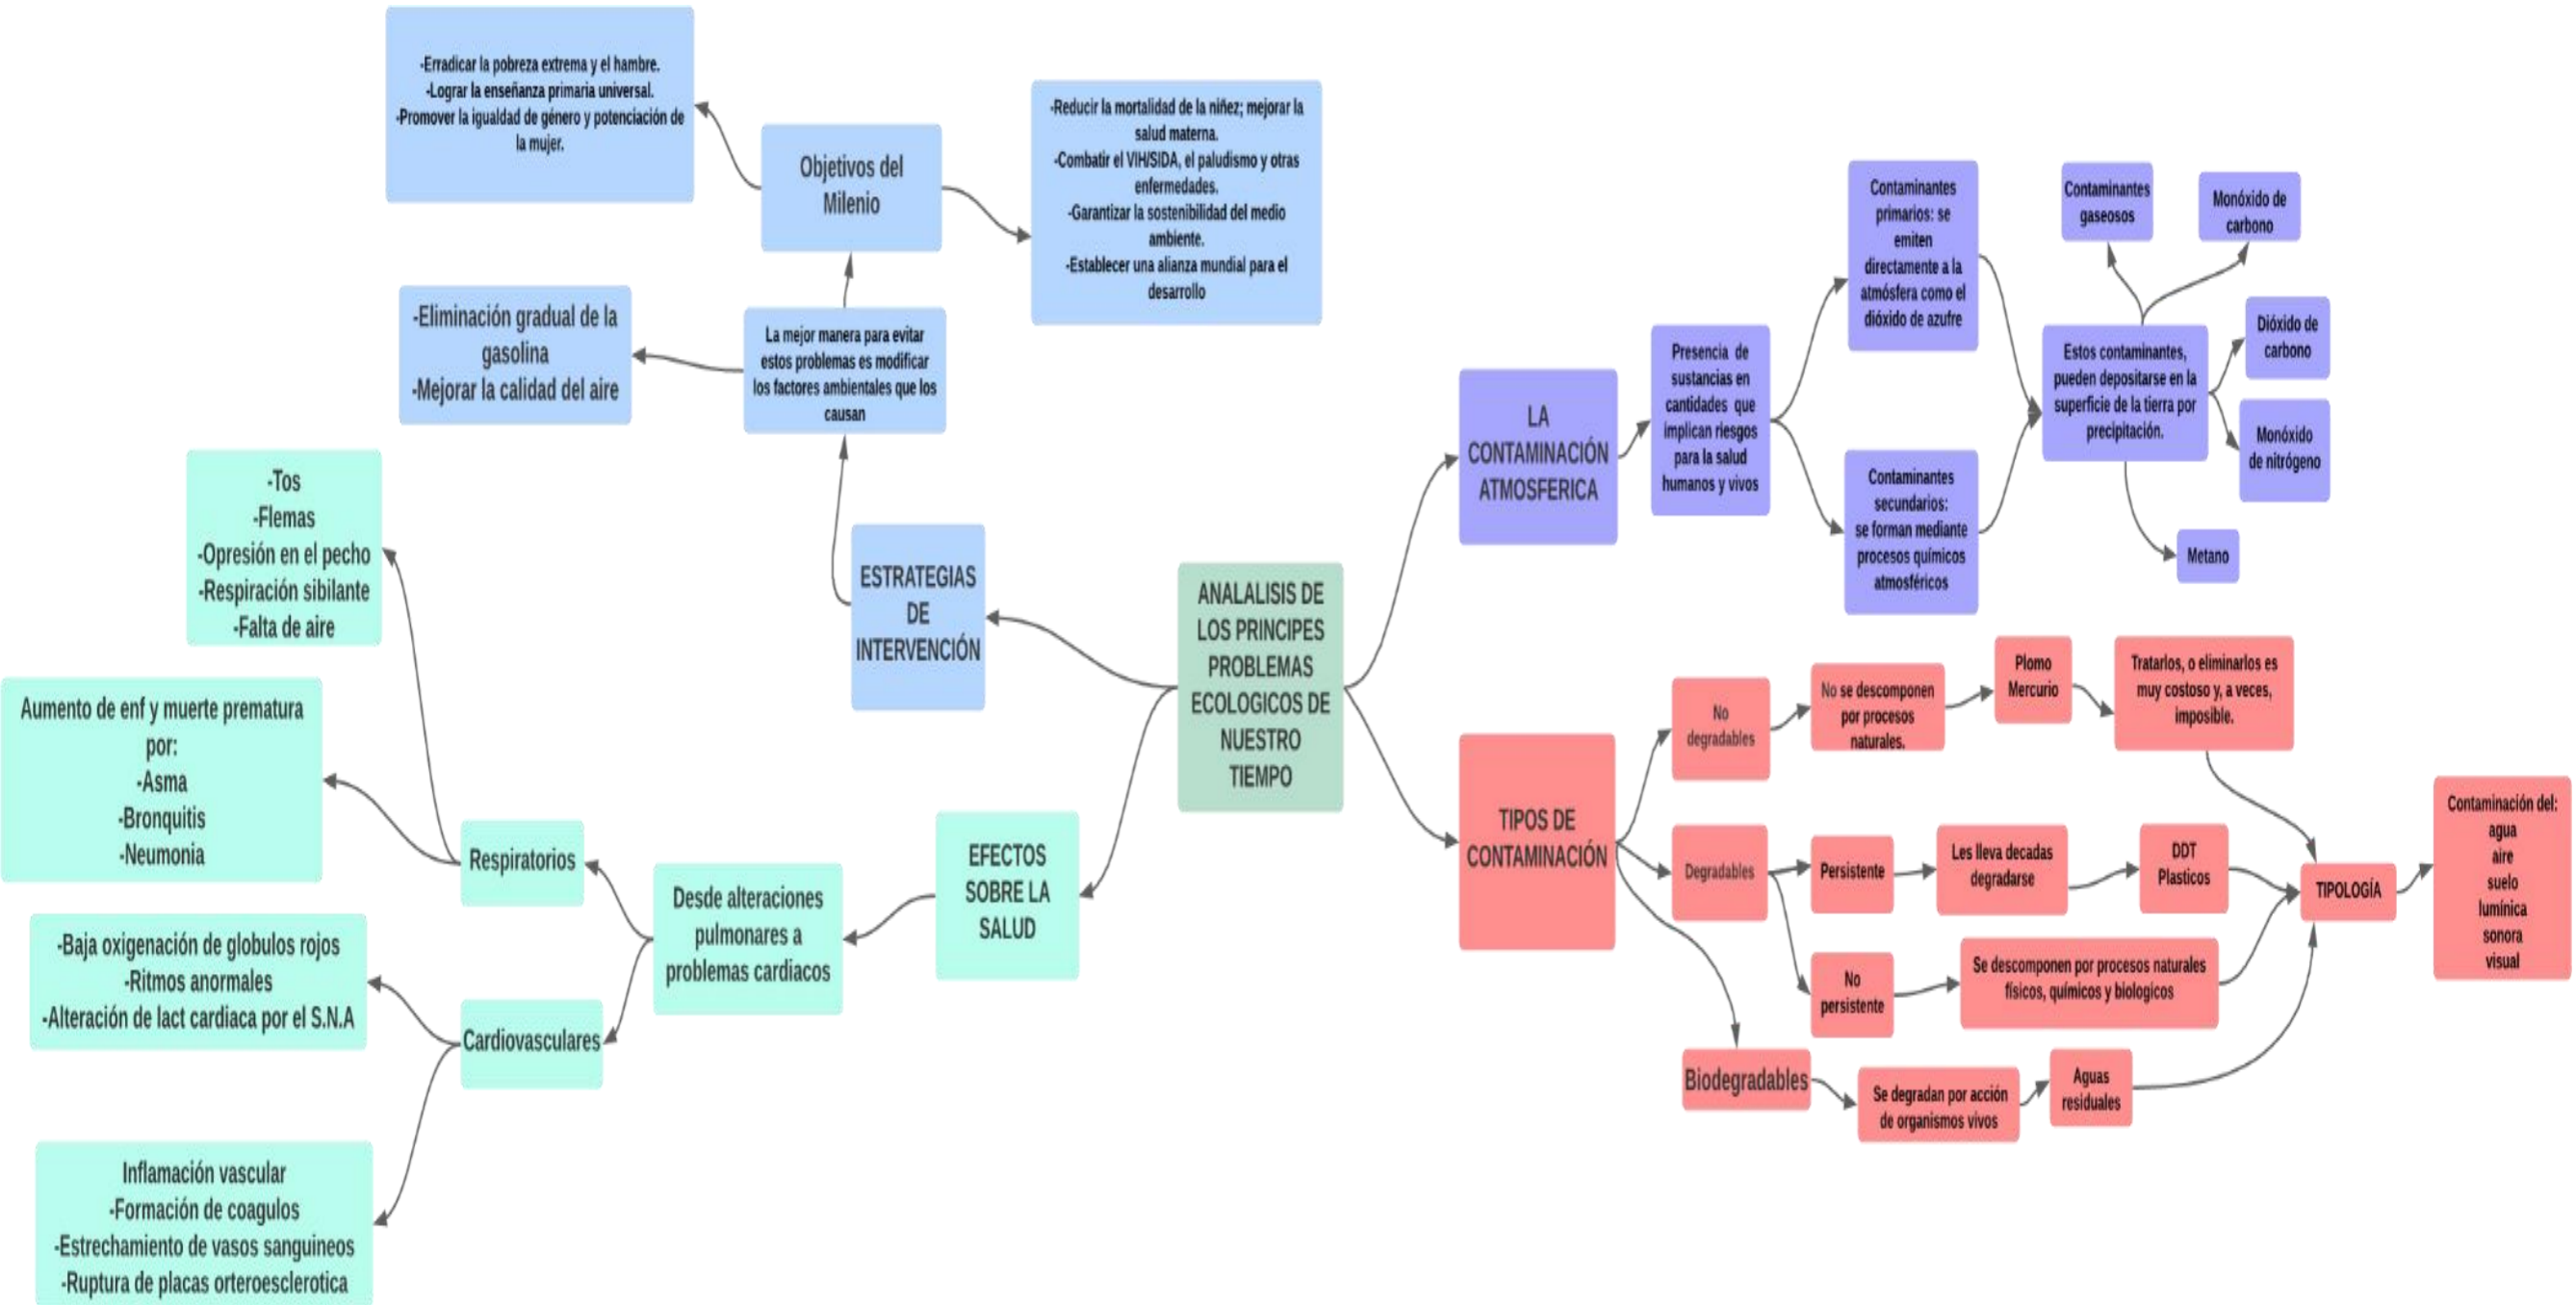 -Erradicar la pobreza extrema y el hambre.
-Lograr la enseñanza primaria universal.
-Promover la igualdad de género y potenciación de
la mujer.
Objetivos del
Milenio
-Reducir la mortalidad de la niñez; mejorar la
salud materna.
-Combatir el VIH/SIDA, el paludismo y otras
enfermedades.
-Garantizar la sostenibilidad del medio
ambiente.
-Establecer una alianza mundial para el
desarrollo
-Eliminación gradual de la
gasolina
-Mejorar la calidad del aire
La mejor manera para evitar
estos problemas es modificar
los factores ambientales que los
causan
ESTRATEGIAS
DE
INTERVENCIÓN
-Tos
-Flemas
-Opresión en el pecho
-Respiración sibilante
-Falta de aire
Aumento de enf y muerte prematura
por:
-Asma
-Bronquitis
-Neumonia
Respiratorios
-Baja oxigenación de globulos rojos
-Ritmos anormales
-Alteración de lact cardiaca por el S.N.A
Cardiovasculares
Inflamación vascular
-Formación de coagulos
-Estrechamiento de vasos sanguineos
-Ruptura de placas orteroesclerotica
Desde alteraciones
pulmonares a
problemas cardiacos
EFECTOS
SOBRE LA
SALUD
ANALALISIS DE
LOS PRINCIPES
PROBLEMAS
ECOLOGICOS DE
NUESTRO
TIEMPO
LA
CONTAMINACIÓN
ATMOSFERICA
Presencia de
sustancias en
cantidades que
implican riesgos
para la salud
humanos y vivos
Contaminantes
primarios: se
emiten
directamente a la
atmósfera como el
dióxido de azufre
Contaminantes
secundarios:
se forman mediante
procesos químicos
atmosféricos
Estos contaminantes,
pueden depositarse en la
superficie de la tierra por
precipitación.
Contaminantes
gaseosos
Monóxido de
carbono
Dióxido de
carbono
Monóxido
de nitrógeno
Metano
TIPOS DE
CONTAMINACIÓN
No
degradables
No se descomponen
por procesos
naturales.
Plomo
Mercurio
Tratarlos, o eliminarlos es
muy costoso y, a veces,
imposible.
Degradables
Persistente
Les lleva decadas
degradarse
DDT
Plasticos
No
persistente
Se descomponen por procesos naturales
físicos, químicos y biologicos
Biodegradables
Se degradan por acción
de organismos vivos
Aguas
residuales
TIPOLOGÍA
Contaminación del:
agua
aire
suelo
lumínica
sonora
visual